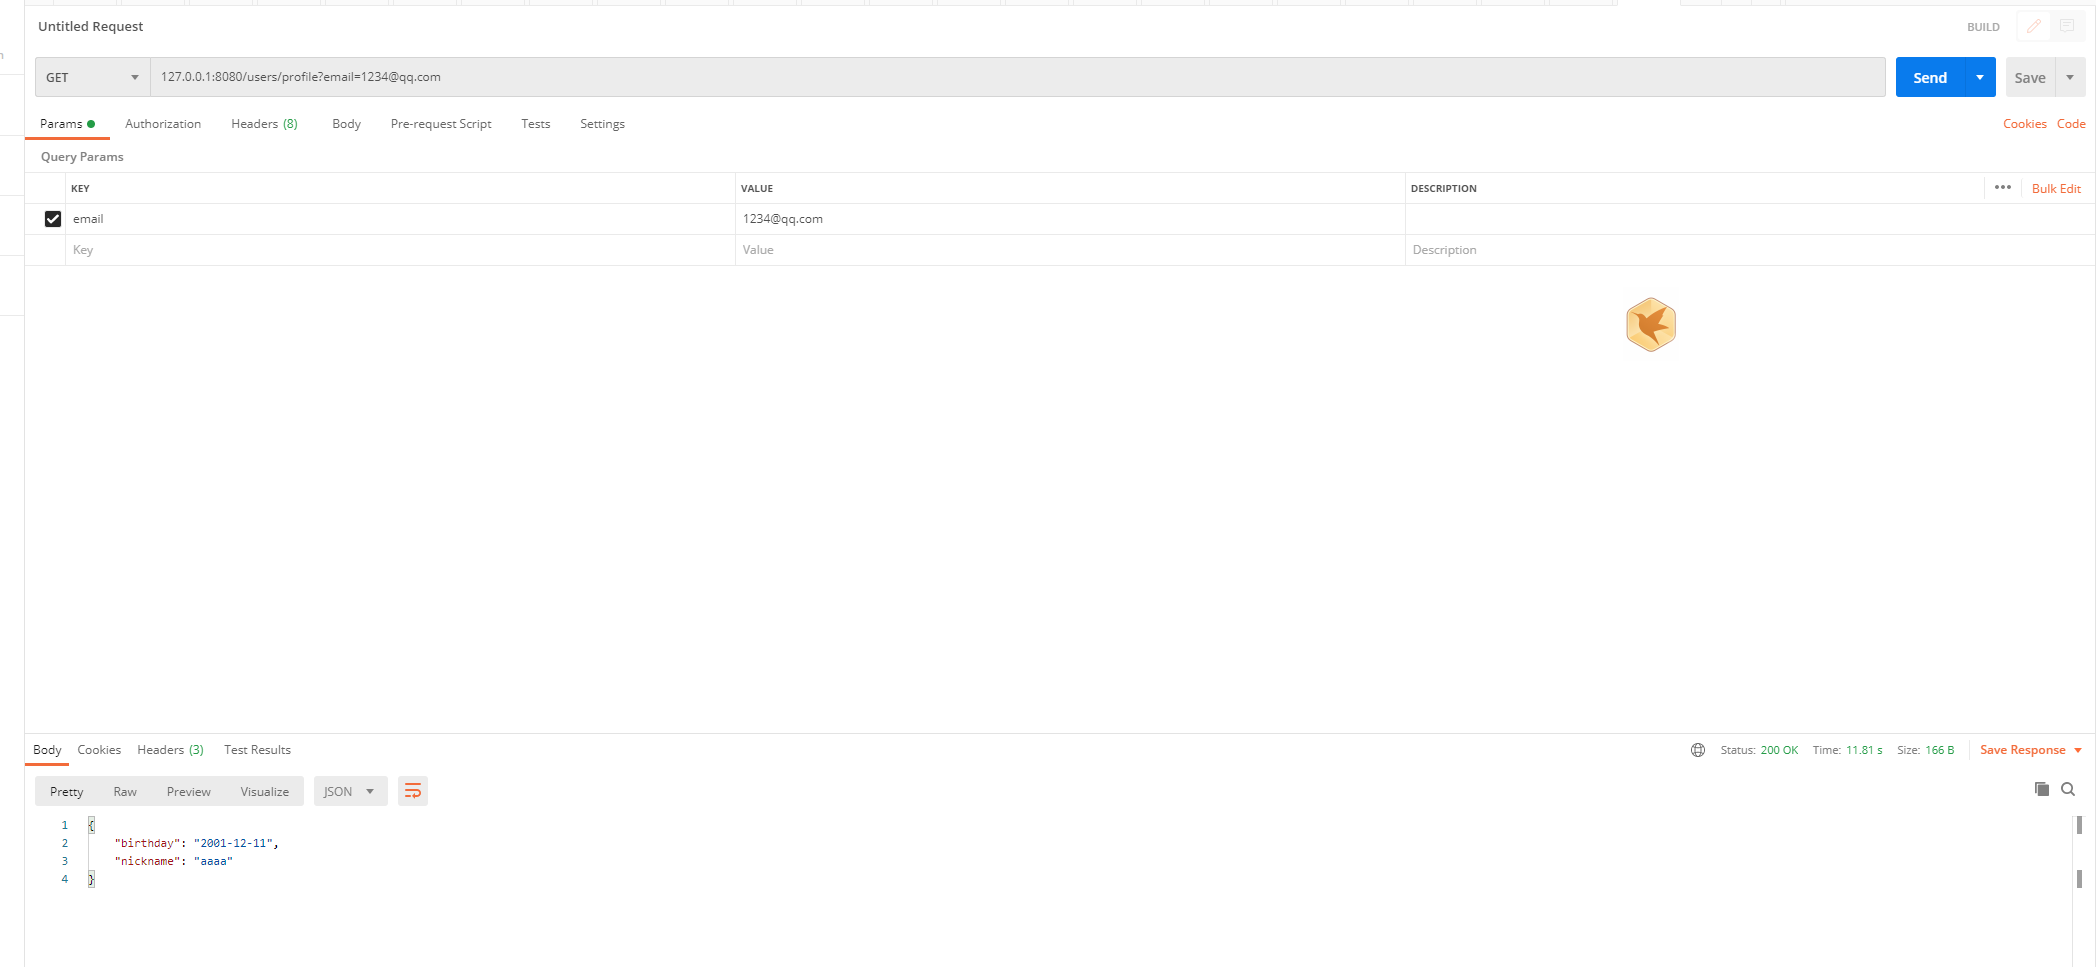 Untitled Request
BUILD
GET 127.0.0.1:8080/users/profile?email=1234@qq.com Send Save
Params Authorization Headers (8) Body Pre-request Script Tests Settings Cookies Code
Query Params
KEY VALUE DESCRIPTION ••• Bulk Edit
email 1234@qq.com
Key Value Description
Body Cookies Headers (3) Test Results Status: 200 OK Time: 11.81 s Size: 166 B Save Response
Pretty Raw Preview Visualize JSON
1 {
2 "birthday": "2001-12-11",
3 "nickname": "aaaa"
4 }